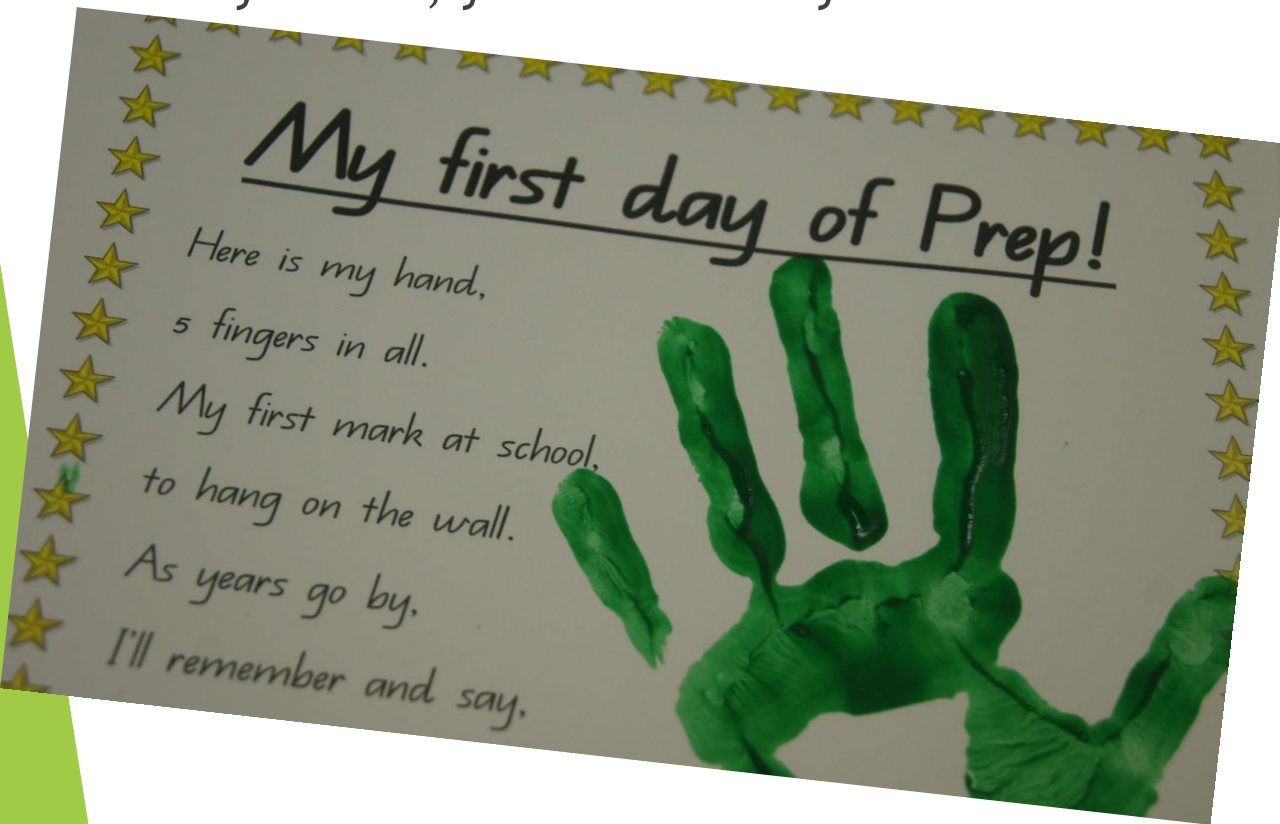 My first day of Prep!
Here is my hand,
5 fingers in all.
My first mark at school,
to hang on the wall.
As years go by,
I'll remember and say,